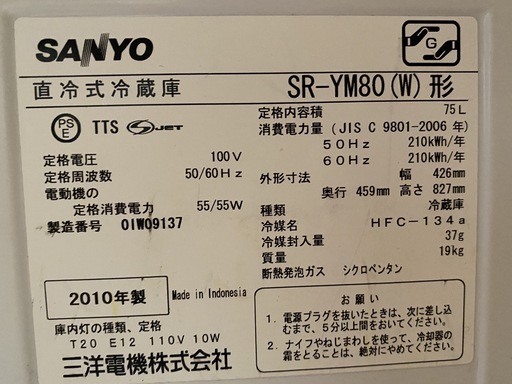 SANYO
G
直冷式冷蔵庫
SR-YM80(W)形
PS
E
TTS
JET
定格電圧 100V
定格周波数 50/60Hz
電動機の
定格消費電力 55/55W
製造番号 01W09137
2010年製
Made in Indonesia
庫内灯の種類、定格
T20 E12 110V 10W
三洋電機株式会社
定格内容積 75L
消費電力量(JIS C 9801-2006年)
50Hz 210kWh/年
60Hz 210kWh/年
外形寸法 幅 426mm
奥行 459mm 高さ 827mm
種類 冷蔵庫
冷媒名 HFC-134a
冷媒封入量 37g
質量 19kg
断熱発泡ガス シクロペンタン
お願い
1. 電源プラグを抜いたときは、次に差し込
むまで、5分以上間をおいてください。
2. ナイフやねじまわしを使って、冷却器の
霜をとることは、絶対にやめてください。